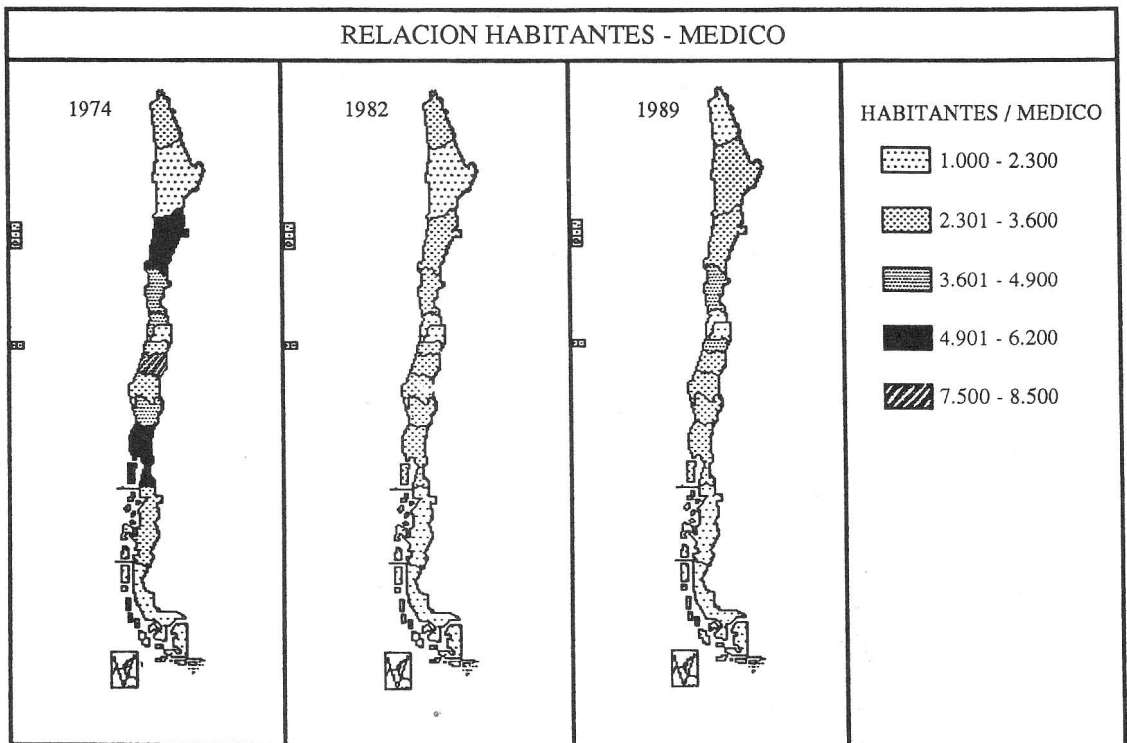 RELACION HABITANTES - MEDICO
1974
1982
1989
HABITANTES / MEDICO
1.000 - 2.300
2.301 - 3.600
3.601 - 4.900
4.901 - 6.200
7.500 - 8.500